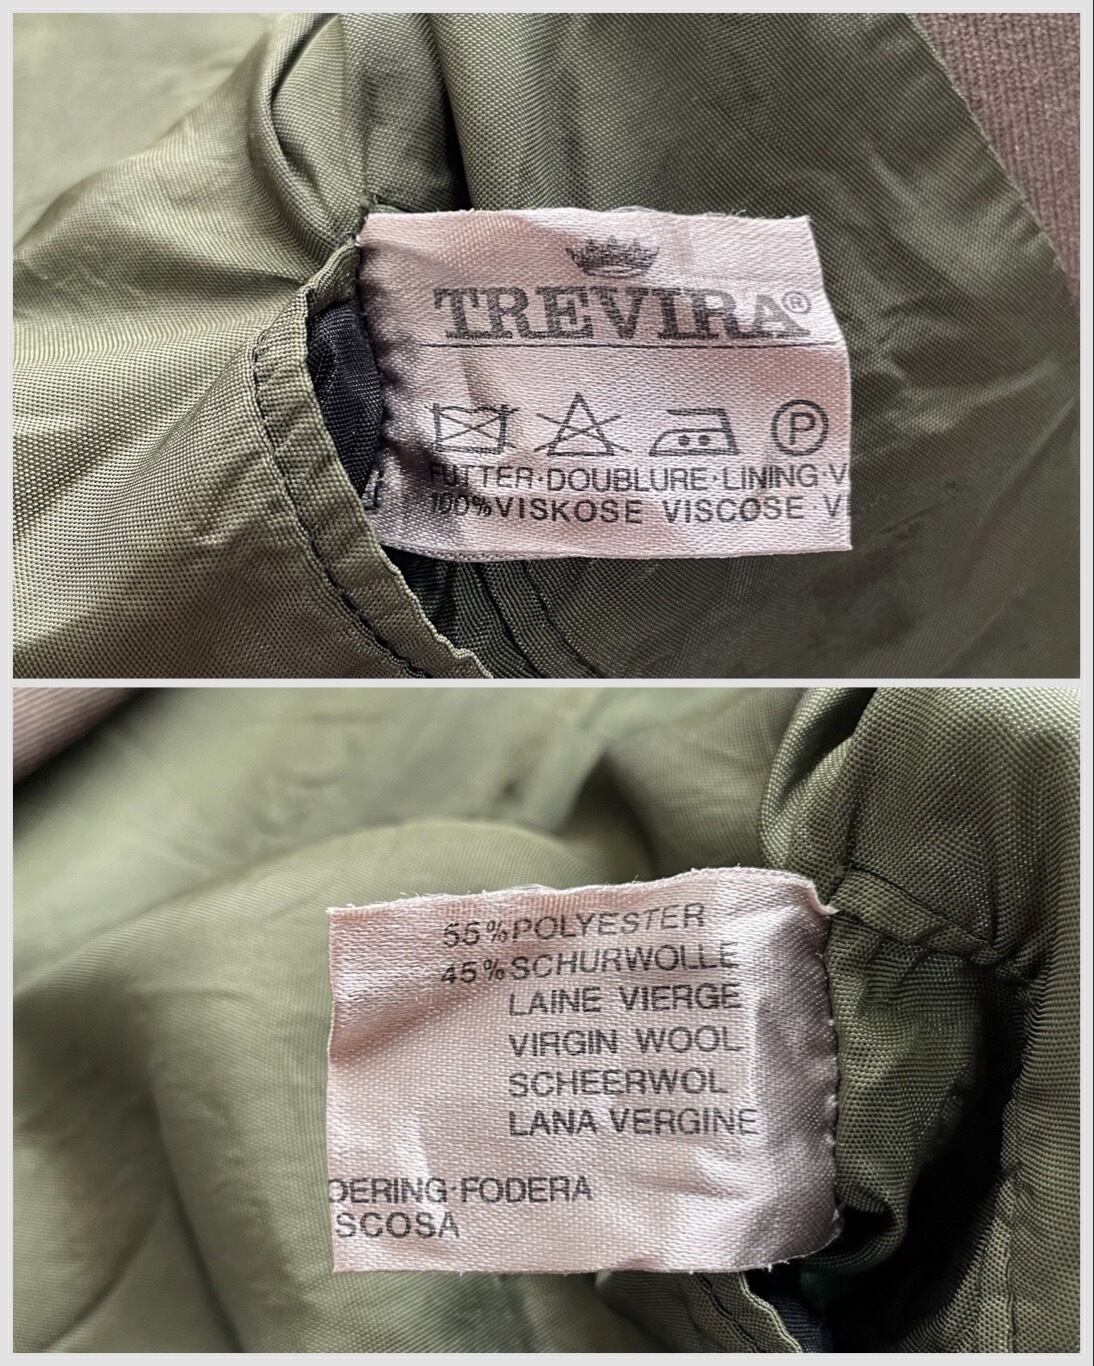 TREVIRA®
P
FUTTER·DOUBLURE·LINING·V
100%VISKOSE VISCOSE·V
55%POLYESTER
45%SCHURWOLLE
LAINE VIERGE
VIRGIN WOOL
SCHEERWOL
LANA VERGINE
OERING·FODERA
SCOSA